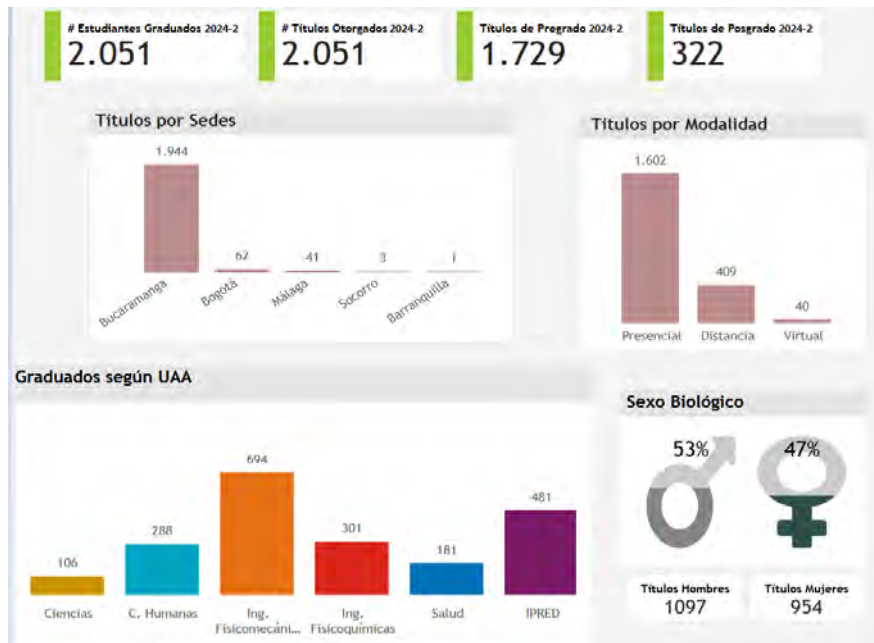 # Estudiantes Graduados 2024-2
2.051
# Títulos Otorgados 2024-2
2.051
Títulos de Pregrado 2024-2
1.729
Títulos de Posgrado 2024-2
322
Títulos por Sedes
1.944
62
41
3
1
Bucaramanga
Bogotá
Málaga
Socorro
Barranquilla
Títulos por Modalidad
1.602
409
40
Presencial
Distancia
Virtual
Graduados según UAA
106
288
694
301
181
481
Ciencias
C. Humanas
Ing.
Fisicomecáni...
Ing.
Fisicoquímicas
Salud
IPRED
Sexo Biológico
53%
47%
Títulos Hombres
1097
Títulos Mujeres
954